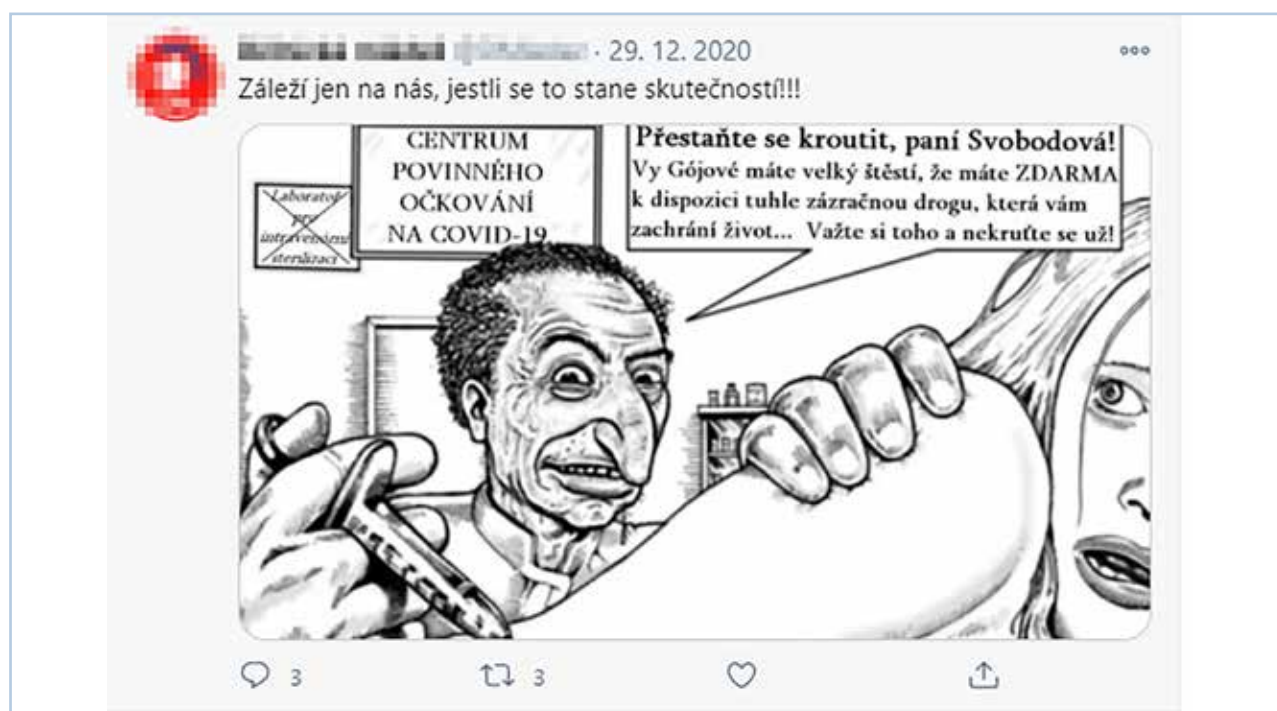 29. 12. 2020
Záleží jen na nás, jestli se to stane skutečností!!!
CENTRUM
POVINNÉHO
OČKOVÁNÍ
NA COVID-19
Laboratoř
pro
intravenózní
sterilizaci
Přestaňte se kroutit, paní Svobodová!
Vy Gójové máte velký štěstí, že máte ZDARMA
k dispozici tuhle zázračnou drogu, která vám
zachrání život... Važte si toho a nekruťte se už!
3
3